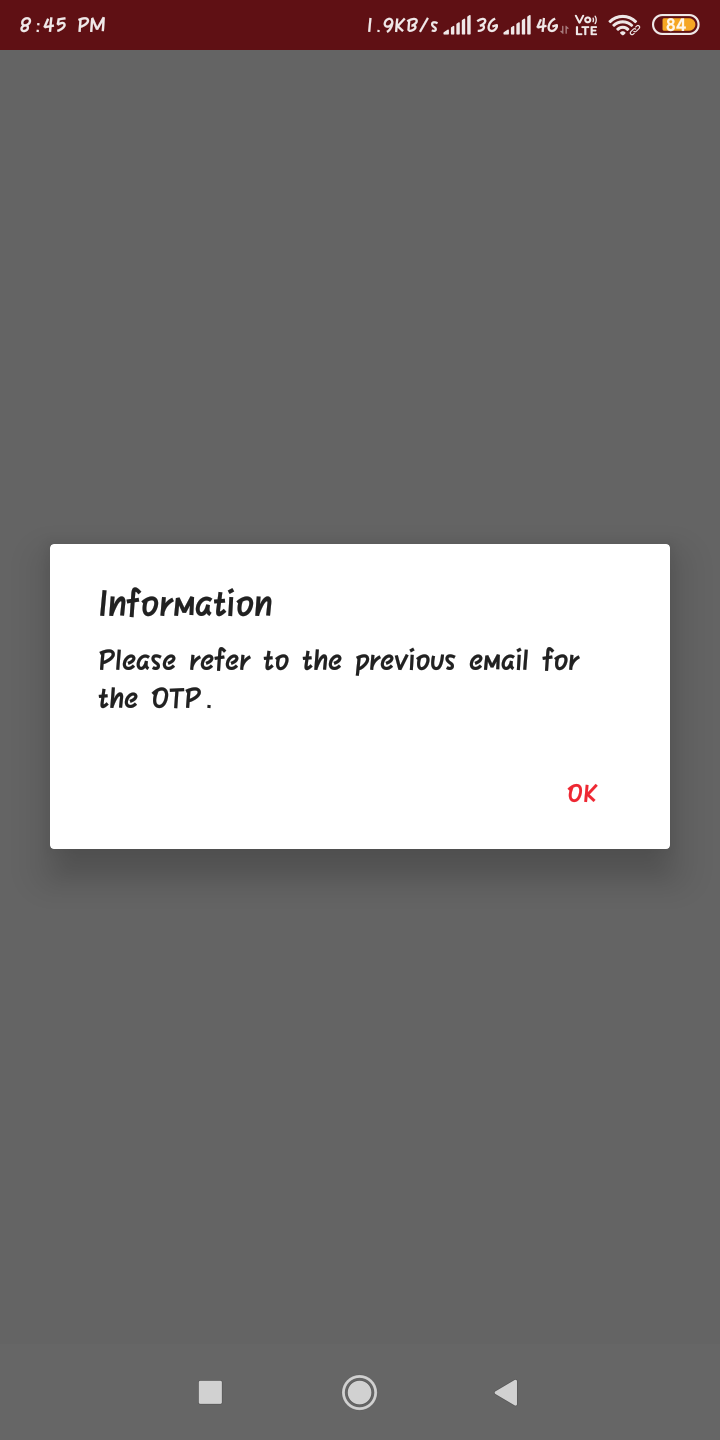 8:45 PM 1.9KB/s 3G 4G Vo) LTE 84
Information
Please refer to the previous email for
the OTP.
OK